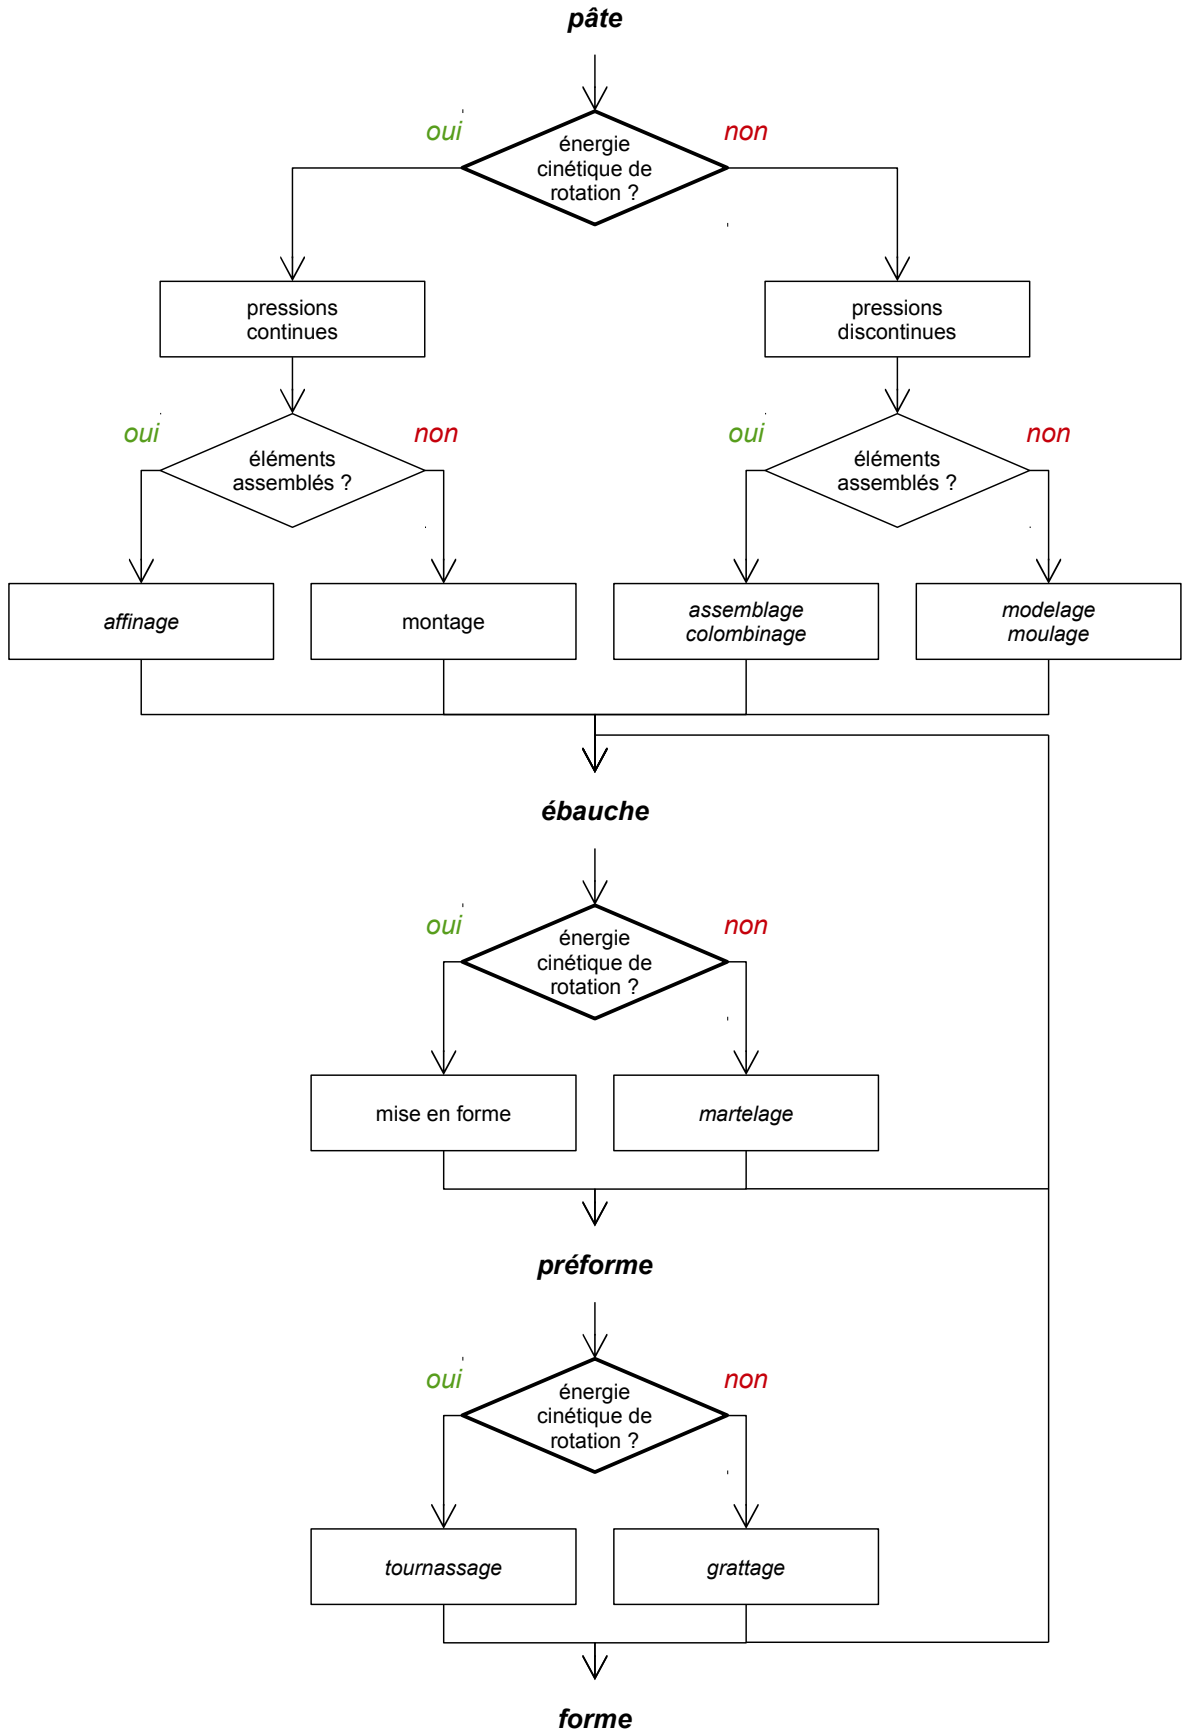 pâte
oui
non
énergie
cinétique de
rotation ?
pressions
continues
pressions
discontinues
oui
non
éléments
assemblés ?
oui
non
éléments
assemblés ?
affinage
montage
assemblage
colombinage
modelage
moulage
ébauche
oui
non
énergie
cinétique de
rotation ?
mise en forme
martelage
préforme
oui
non
énergie
cinétique de
rotation ?
tournassage
grattage
forme